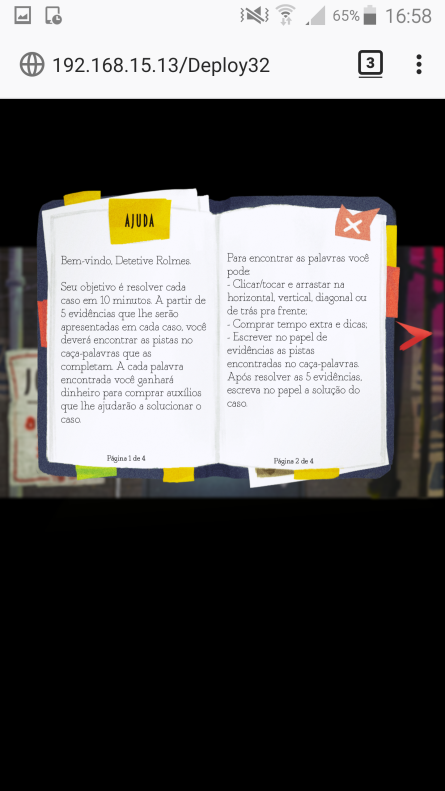 65% 16:58
192.168.15.13/Deploy32
3
AJUDA
Bem-vindo, Detetive Rolmes.
Seu objetivo é resolver cada
caso em 10 minutos. A partir de
5 evidências que lhe serão
apresentadas em cada caso, você
deverá encontrar as pistas no
caça-palavras que as
completam. A cada palavra
encontrada você ganhará
dinheiro para comprar auxílios
que lhe ajudarão a solucionar o
caso.
Página 1 de 4
Para encontrar as palavras você
pode:
- Clicar/tocar e arrastar na
horizontal, vertical, diagonal ou
de trás pra frente;
- Comprar tempo extra e dicas;
- Escrever no papel de
evidências as pistas
encontradas no caça-palavras.
Após resolver as 5 evidências,
escreva no papel a solução do
caso.
Página 2 de 4